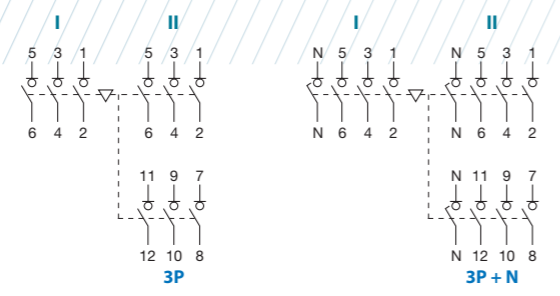 I II I II
5 3 1 5 3 1 N 5 3 1 N 5 3 1
6 4 2 6 4 2 N 6 4 2 N 6 4 2
11 9 7 N 11 9 7
12 10 8 N 12 10 8
3P 3P + N